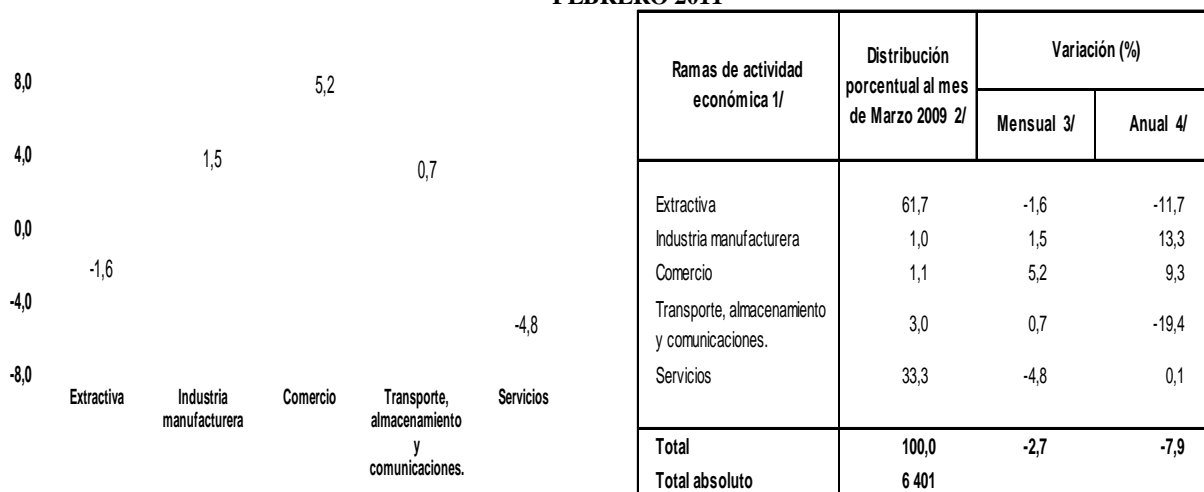 FEBRERO 2011
8,0
4,0
0,0
-4,0
-8,0
-1,6
1,5
5,2
0,7
-4,8
Extractiva
Industria
manufacturera
Comercio
Transporte,
almacenamiento
y
comunicaciones.
Servicios
Ramas de actividad
económica 1/
Distribución
porcentual al mes
de Marzo 2009 2/
Variación (%)
Mensual 3/ Anual 4/
Extractiva 61,7 -1,6 -11,7
Industria manufacturera 1,0 1,5 13,3
Comercio 1,1 5,2 9,3
Transporte, almacenamiento
y comunicaciones. 3,0 0,7 -19,4
Servicios 33,3 -4,8 0,1
Total 100,0 -2,7 -7,9
Total absoluto 6 401